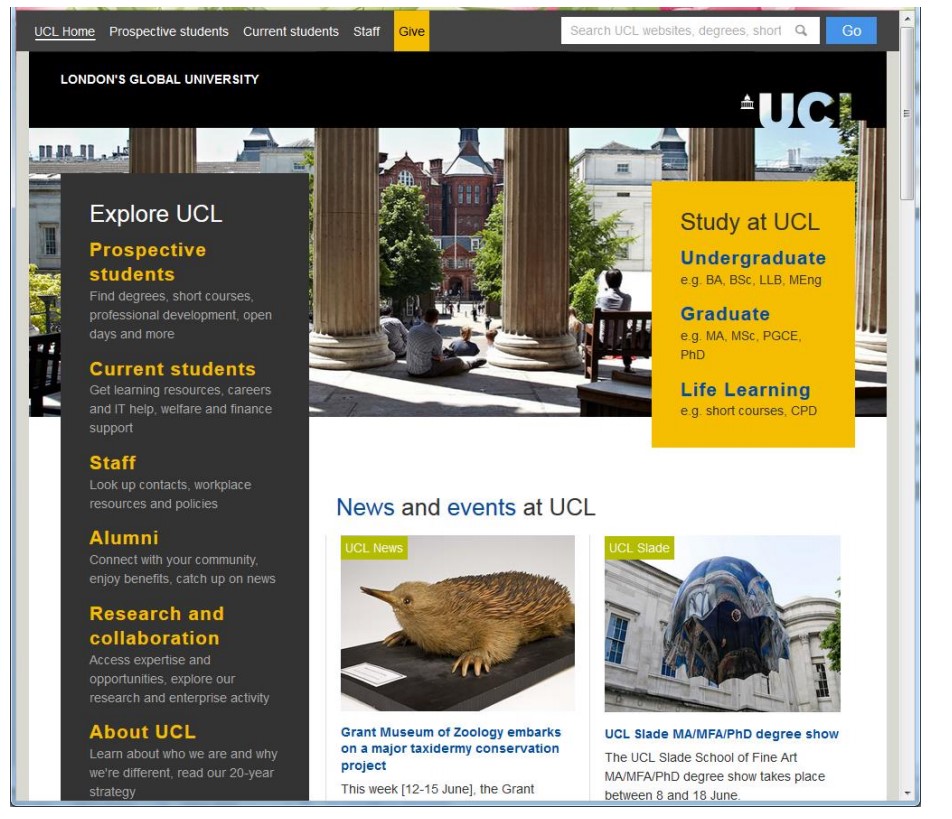 UCL Home Prospective students Current students Staff Give
Search UCL websites, degrees, short
Go
LONDON'S GLOBAL UNIVERSITY
UCL
Explore UCL
Prospective
students
Find degrees, short courses,
professional development, open
days and more
Current students
Get learning resources, careers
and IT help, welfare and finance
support
Staff
Look up contacts, workplace
resources and policies
Alumni
Connect with your community,
enjoy benefits, catch up on news
Research and
collaboration
Access expertise and
opportunities, explore our
research and enterprise activity
About UCL
Learn about who we are and why
we're different, read our 20-year
strategy
Study at UCL
Undergraduate
e.g. BA, BSc, LLB, MEng
Graduate
e.g. MA, MSc, PGCE,
PhD
Life Learning
e.g. short courses, CPD
News and events at UCL
UCL News
Grant Museum of Zoology embarks
on a major taxidermy conservation
project
This week [12-15 June], the Grant
UCL Slade
UCL Slade MA/MFA/PhD degree show
The UCL Slade School of Fine Art
MA/MFA/PhD degree show takes place
between 8 and 18 June.